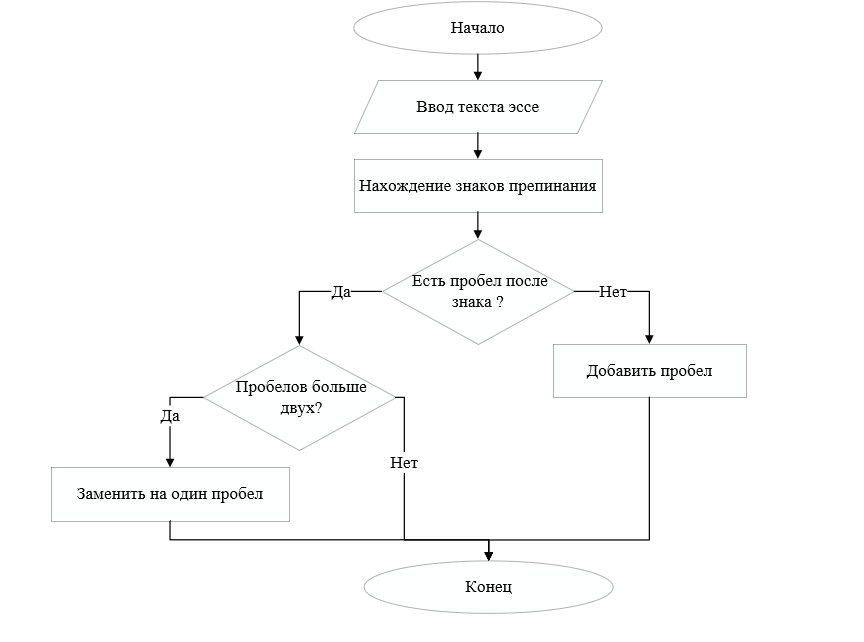 Начало
Ввод текста эссе
Нахождение знаков препинания
Есть пробел после
знака ?
Да
Нет
Добавить пробел
Пробелов больше
двух?
Да
Нет
Заменить на один пробел
Конец